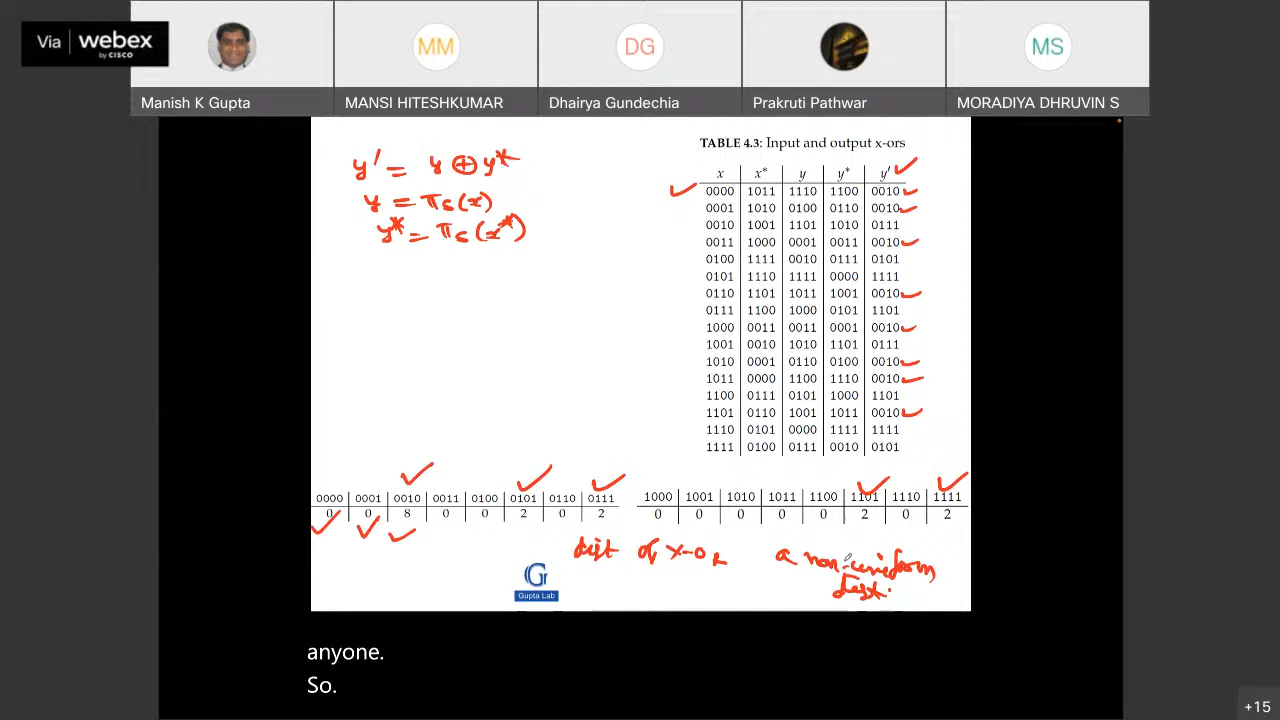 Via webex
by CISCO
MM
DG
MS
Manish K Gupta
MANSI HITESHKUMAR
Dhairya Gundechia
Prakruti Pathwar
MORADIYA DHRUVIN S
y' = y ⊕ y*
y = πs(x)
y* = πs(x*)
TABLE 4.3: Input and output x-ors
x x* y y* y'
0000 1011 1110 1100 0010
0001 1010 0100 0110 0010
0010 1001 1101 1010 0111
0011 1000 0001 0011 0010
0100 1111 0010 0111 0101
0101 1110 1111 0000 1111
0110 1101 1011 1001 0010
0111 1100 1000 0101 1101
1000 0011 0011 0001 0010
1001 0010 1010 1101 0111
1010 0001 0110 0100 0010
1011 0000 1100 1110 0010
1100 0111 0101 1000 1101
1101 0110 1001 1011 0010
1110 0101 0000 1111 1111
1111 0100 0111 0010 0101
0000 0001 0010 0011 0100 0101 0110 0111
0 0 8 0 0 2 0 2
1000 1001 1010 1011 1100 1101 1110 1111
0 0 0 0 0 2 0 2
dist of X-OR
a non-uniform
dist.
G
Gupta Lab
anyone.
So.
+15